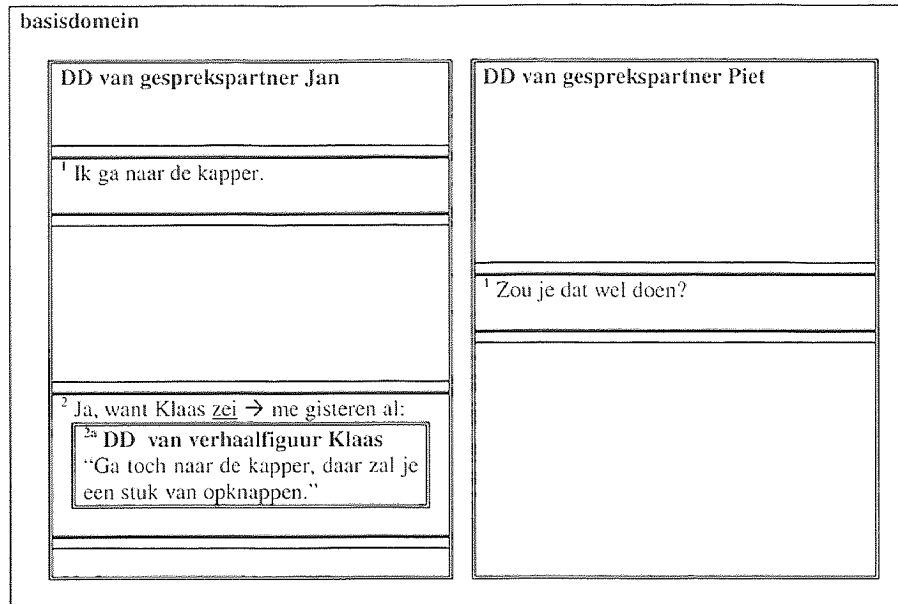 basisdomein
DD van gesprekspartner Jan
¹ Ik ga naar de kapper.
DD van gesprekspartner Piet
¹ Zou je dat wel doen?
² Ja, want Klaas zei → me gisteren al:
²ᵃ DD van verhaalfiguur Klaas
“Ga toch naar de kapper, daar zal je
een stuk van opknappen.”